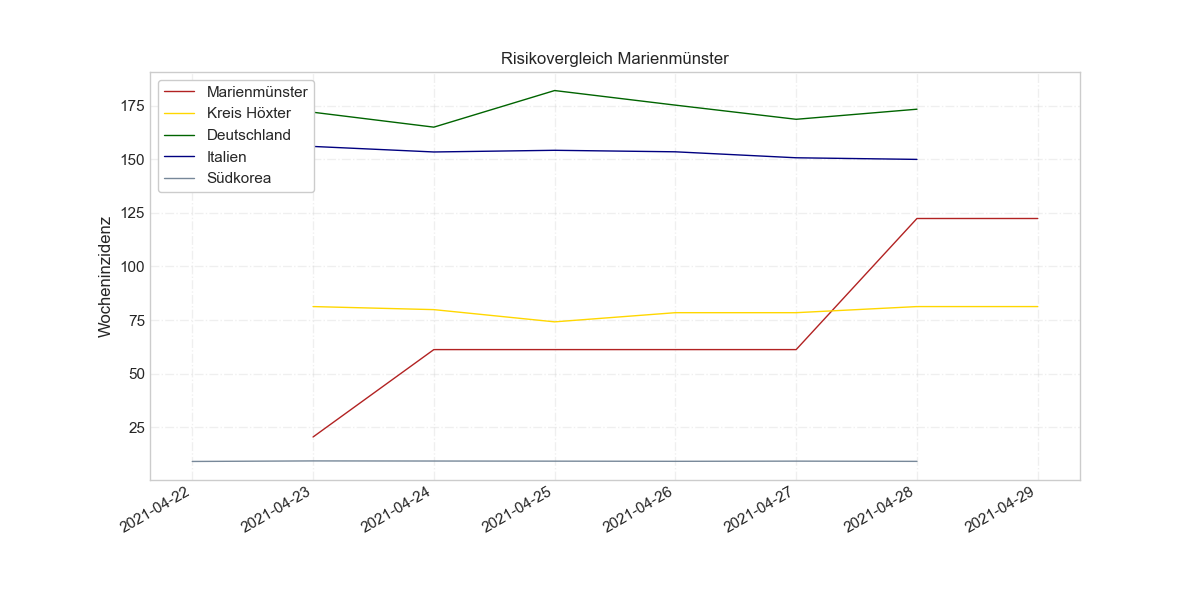 Risikovergleich Marienmünster
Marienmünster
Kreis Höxter
Deutschland
Italien
Südkorea
Wocheninzidenz
175
150
125
100
75
50
25
2021-04-22
2021-04-23
2021-04-24
2021-04-25
2021-04-26
2021-04-27
2021-04-28
2021-04-29